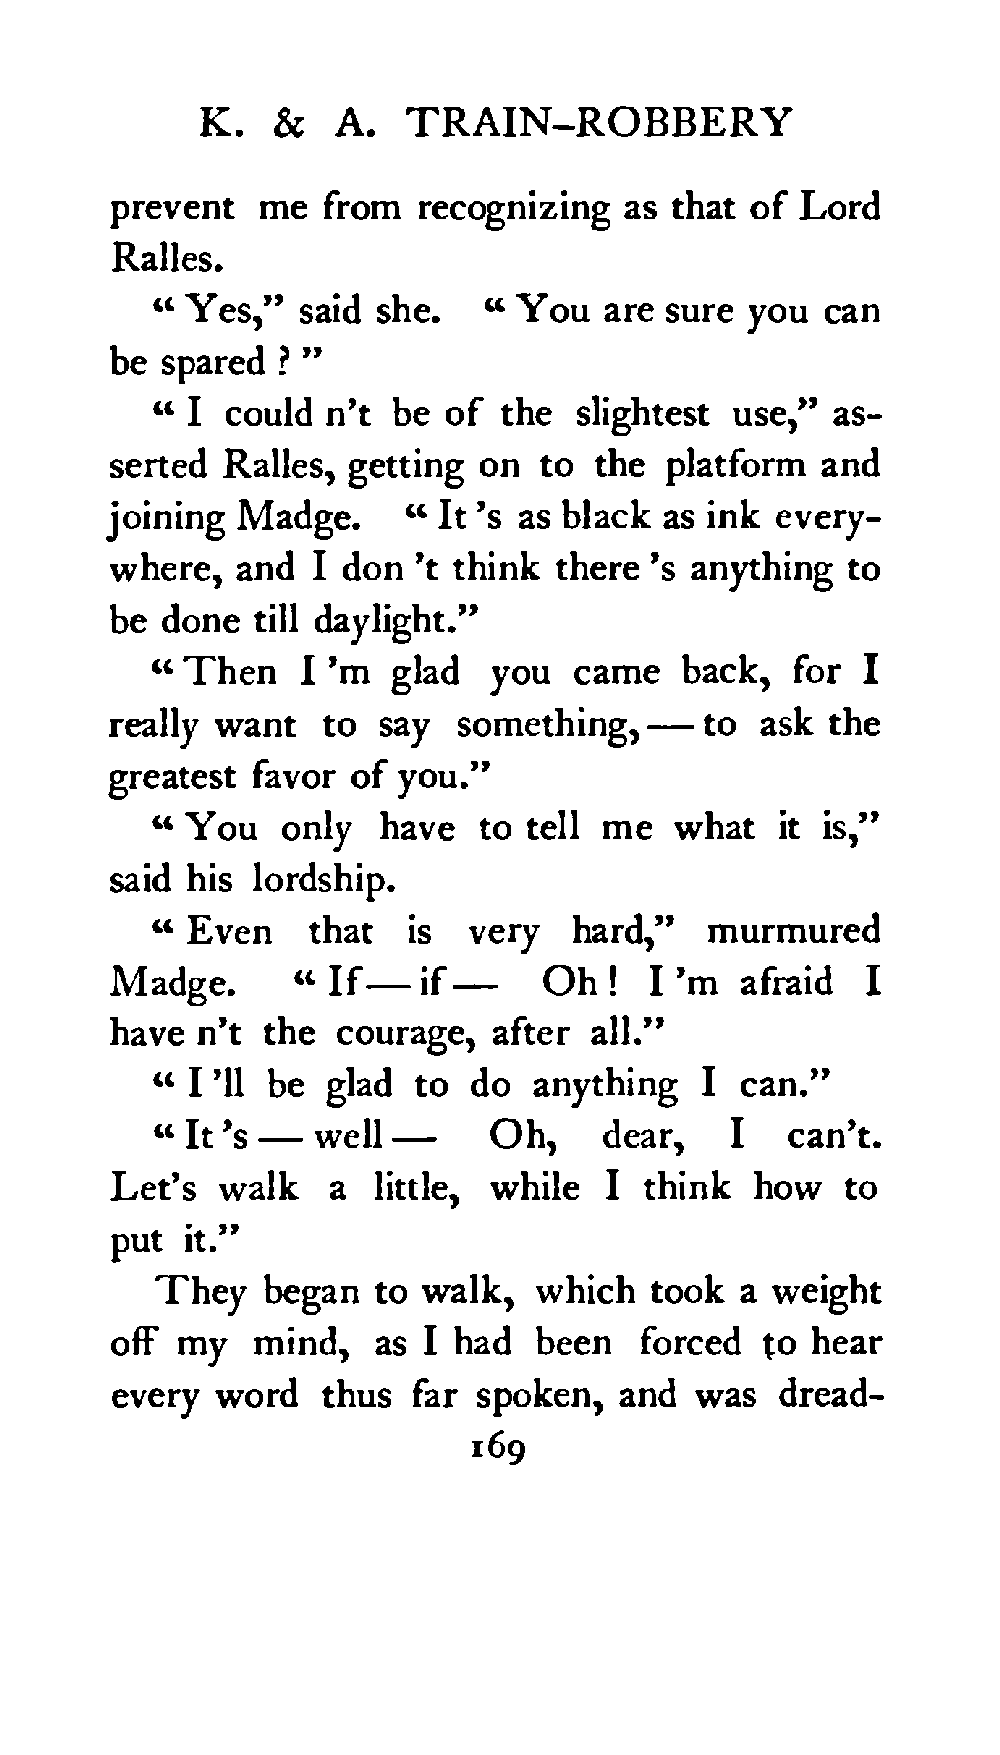 K. & A. TRAIN-ROBBERY
prevent me from recognizing as that of Lord
Ralles.
“ Yes,” said she. “ You are sure you can
be spared ? ”
“ I could n’t be of the slightest use,” as-
serted Ralles, getting on to the platform and
joining Madge. “ It ’s as black as ink every-
where, and I don ’t think there ’s anything to
be done till daylight.”
“ Then I ’m glad you came back, for I
really want to say something, — to ask the
greatest favor of you.”
“ You only have to tell me what it is,”
said his lordship.
“ Even that is very hard,” murmured
Madge. “ If — if — Oh ! I ’m afraid I
have n’t the courage, after all.”
“ I ’ll be glad to do anything I can.”
“ It ’s — well — Oh, dear, I can’t.
Let’s walk a little, while I think how to
put it.”
They began to walk, which took a weight
off my mind, as I had been forced to hear
every word thus far spoken, and was dread-
169